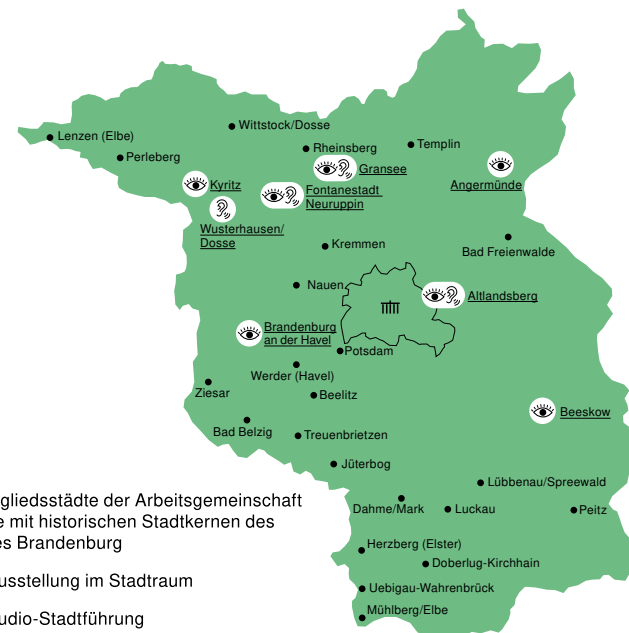 Wittstock/Dosse
Lenzen (Elbe)
Rheinsberg
Templin
Perleberg
Gransee
Kyritz
Angermünde
Fontanestadt
Neuruppin
Wusterhausen/
Dosse
Kremmen
Bad Freienwalde
Nauen
Altlandsberg
Brandenburg
an der Havel
Potsdam
Werder (Havel)
Ziesar
Beelitz
Beeskow
Bad Belzig
Treuenbrietzen
Jüterbog
Lübbenau/Spreewald
Dahme/Mark
Luckau
Peitz
Herzberg (Elster)
Doberlug-Kirchhain
Uebigau-Wahrenbrück
Mühlberg/Elbe
gliedsstädte der Arbeitsgemeinschaft
e mit historischen Stadtkernen des
es Brandenburg
usstellung im Stadtraum
udio-Stadtführung